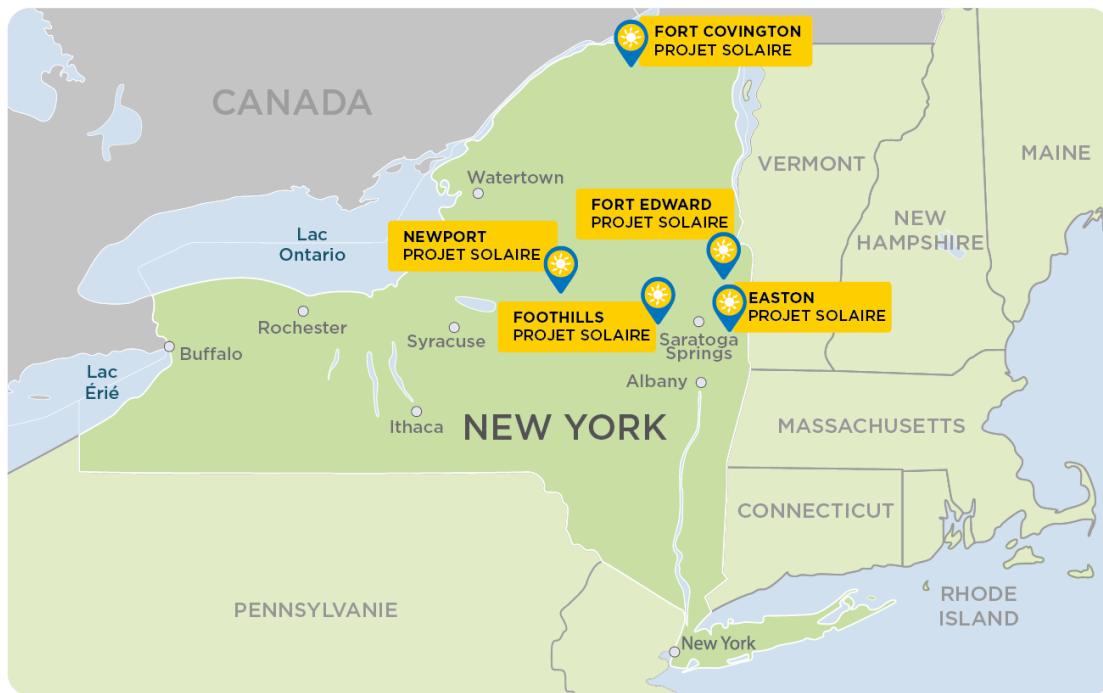 FORT COVINGTON
PROJET SOLAIRE
CANADA
MAINE
VERMONT
Watertown
FORT EDWARD
PROJET SOLAIRE
NEW
HAMPSHIRE
Lac
Ontario
NEWPORT
PROJET SOLAIRE
EASTON
PROJET SOLAIRE
FOOTHILLS
PROJET SOLAIRE
Rochester
Syracuse
Saratoga
Springs
Buffalo
Lac
Érié
Albany
Ithaca
NEW YORK
MASSACHUSETTS
CONNECTICUT
RHODE
ISLAND
PENNSYLVANIE
New York